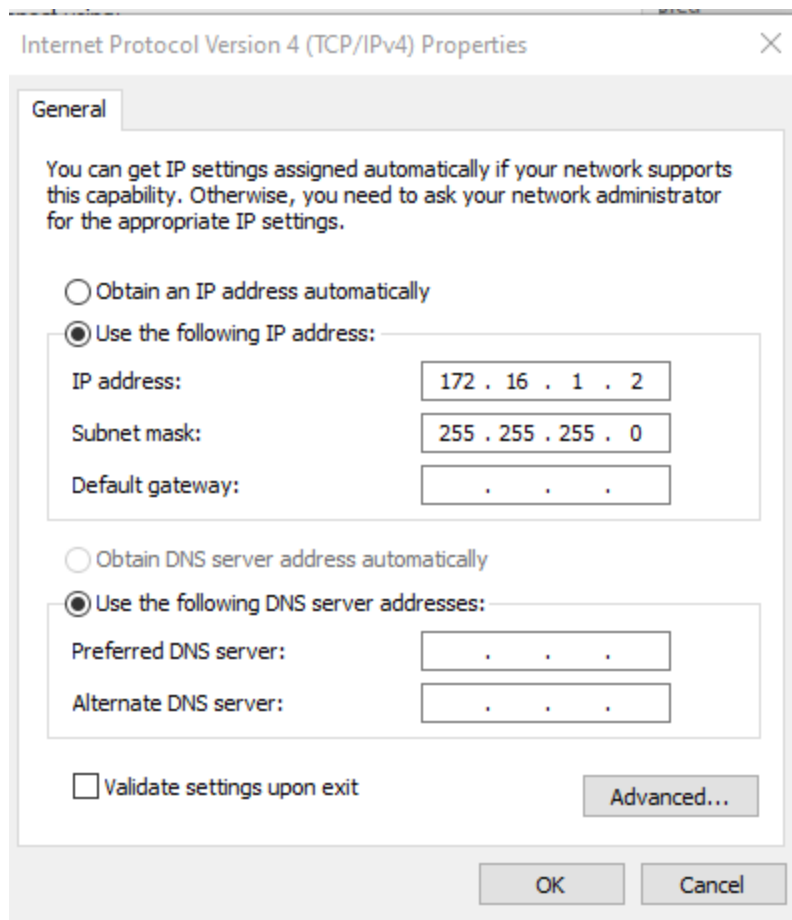 Internet Protocol Version 4 (TCP/IPv4) Properties
General
You can get IP settings assigned automatically if your network supports
this capability. Otherwise, you need to ask your network administrator
for the appropriate IP settings.
Obtain an IP address automatically
Use the following IP address:
IP address: 172 . 16 . 1 . 2
Subnet mask: 255 . 255 . 255 . 0
Default gateway: . . .
Obtain DNS server address automatically
Use the following DNS server addresses:
Preferred DNS server: . . .
Alternate DNS server: . . .
Validate settings upon exit
Advanced...
OK Cancel